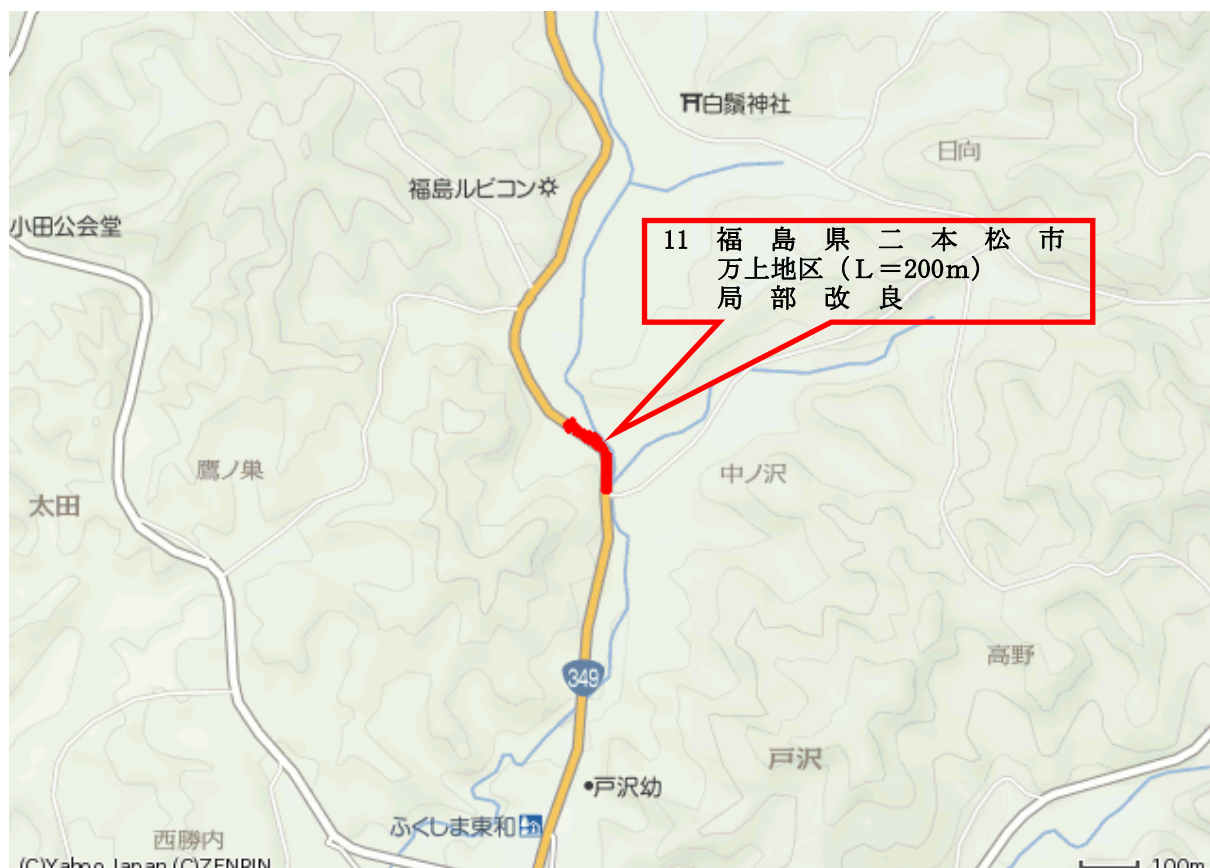 白鬚神社
日向
福島ルビコン
小田公会堂
11 福島県二本松市
万上地区(L=200m)
局部改良
鷹ノ巣
中ノ沢
太田
高野
349
戸沢
戸沢幼
ふくしま東和
西勝内
(C)Yahoo Japan,(C)ZENRIN
100m